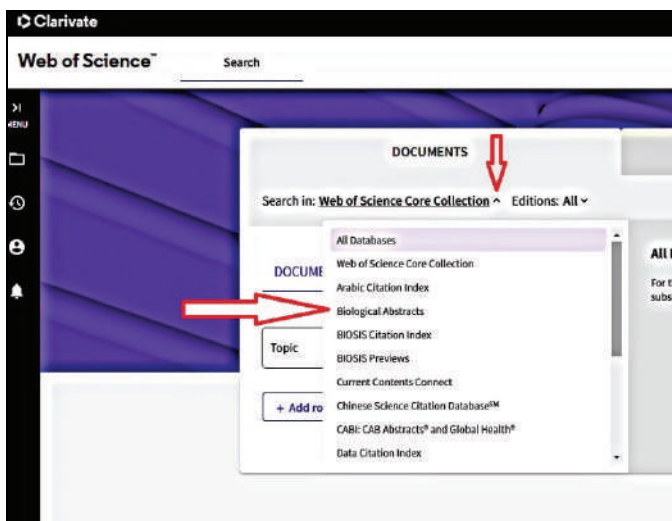 Clarivate
Web of Science™ Search
MENU
DOCUMENTS
Search in: Web of Science Core Collection Editions: All
All Databases
Web of Science Core Collection
Arabic Citation Index
Biological Abstracts
BIOSIS Citation Index
BIOSIS Previews
Current Contents Connect
Chinese Science Citation Database℠
CABI: CAB Abstracts® and Global Health®
Data Citation Index
DOCUME
Topic
+ Add ro
All
For t
subs